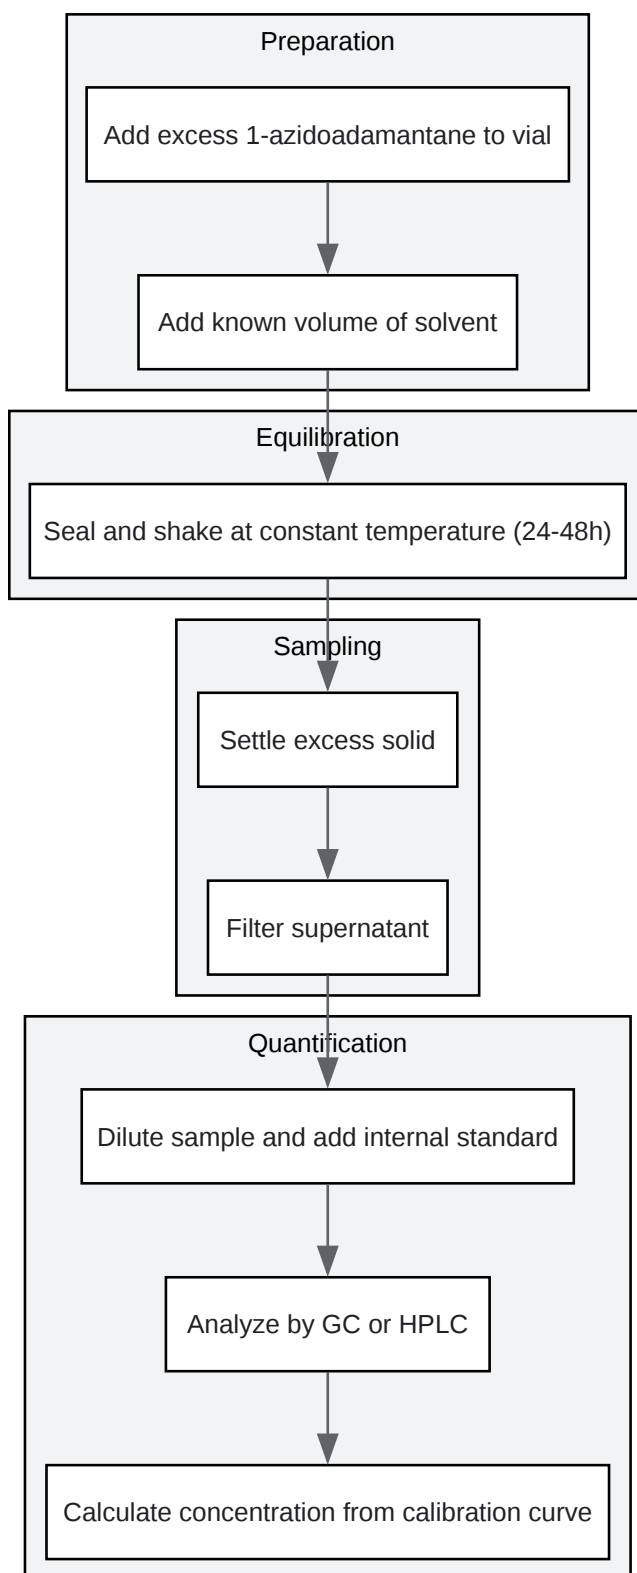 Preparation
Add excess 1-azidoadamantane to vial
Add known volume of solvent
Equilibration
Seal and shake at constant temperature (24-48h)
Sampling
Settle excess solid
Filter supernatant
Quantification
Dilute sample and add internal standard
Analyze by GC or HPLC
Calculate concentration from calibration curve